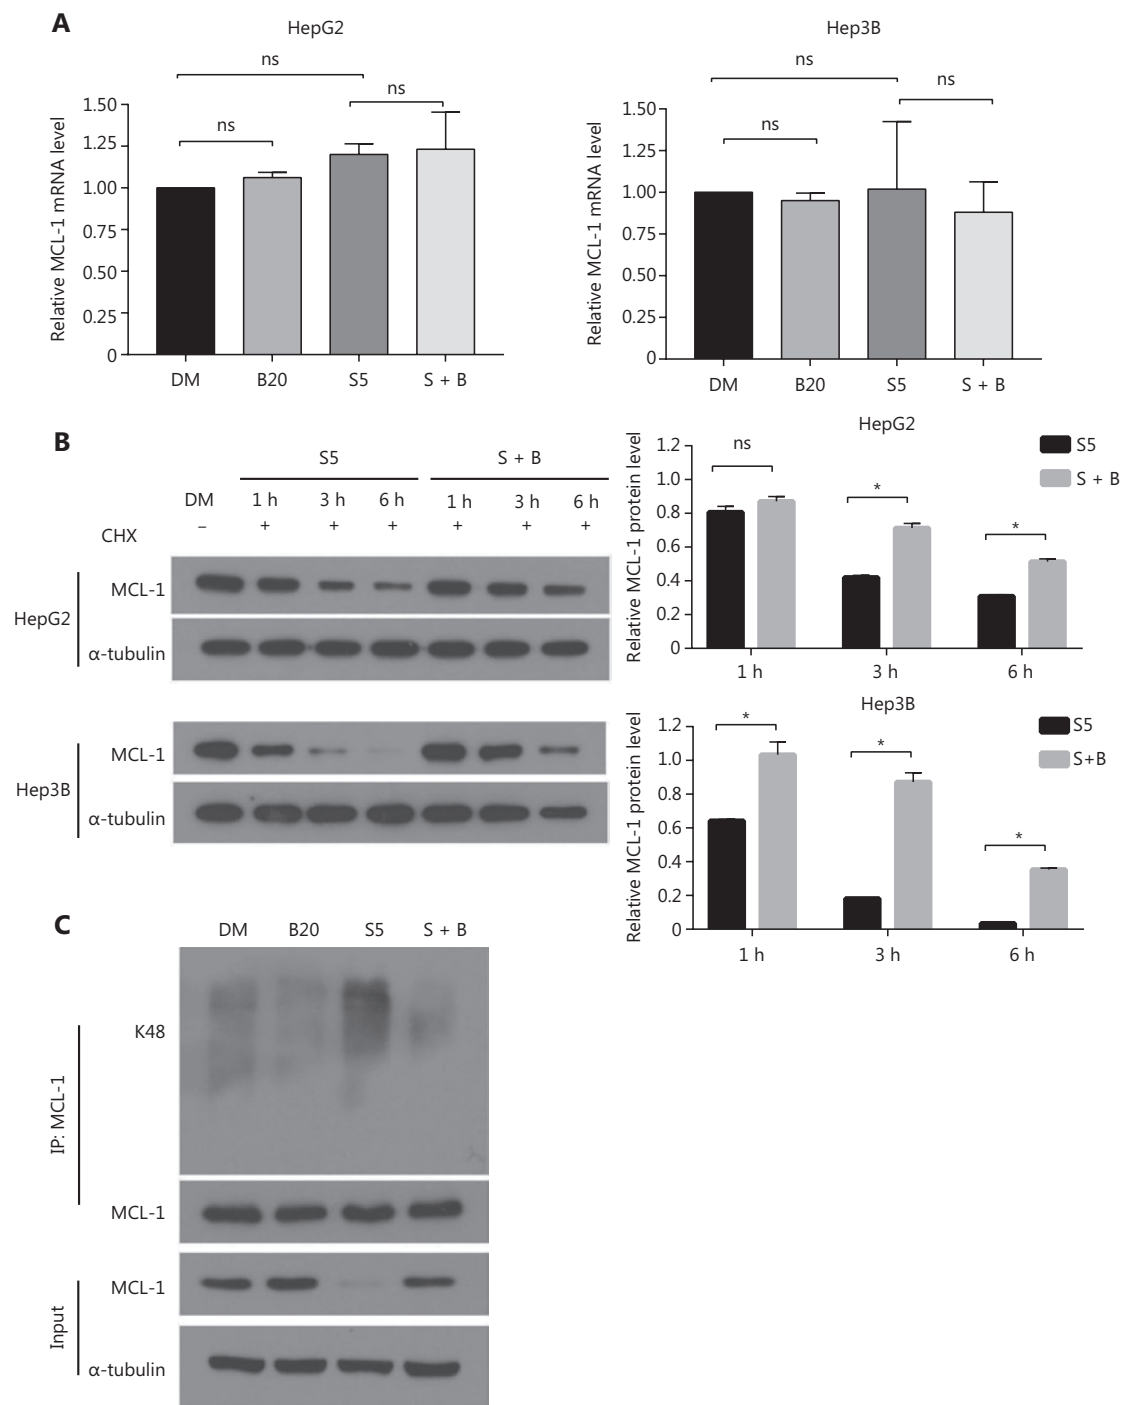 A
HepG2
ns
ns
ns
Relative MCL-1 mRNA level
1.50
1.25
1.00
0.75
0.50
0.25
0
DM B20 S5 S + B
Hep3B
ns
ns
ns
Relative MCL-1 mRNA level
1.50
1.25
1.00
0.75
0.50
0.25
0
DM B20 S5 S + B
B
S5 S + B
DM 1 h 3 h 6 h 1 h 3 h 6 h
CHX – + + + + + +
HepG2
MCL-1
α-tubulin
Hep3B
MCL-1
α-tubulin
HepG2
Relative MCL-1 protein level
1.2
1.0
0.8
0.6
0.4
0.2
0
ns * *
1 h 3 h 6 h
S5
S + B
Hep3B
Relative MCL-1 protein level
1.2
1.0
0.8
0.6
0.4
0.2
0
* * *
1 h 3 h 6 h
S5
S+B
C
DM B20 S5 S + B
IP: MCL-1
K48
MCL-1
Input
MCL-1
α-tubulin